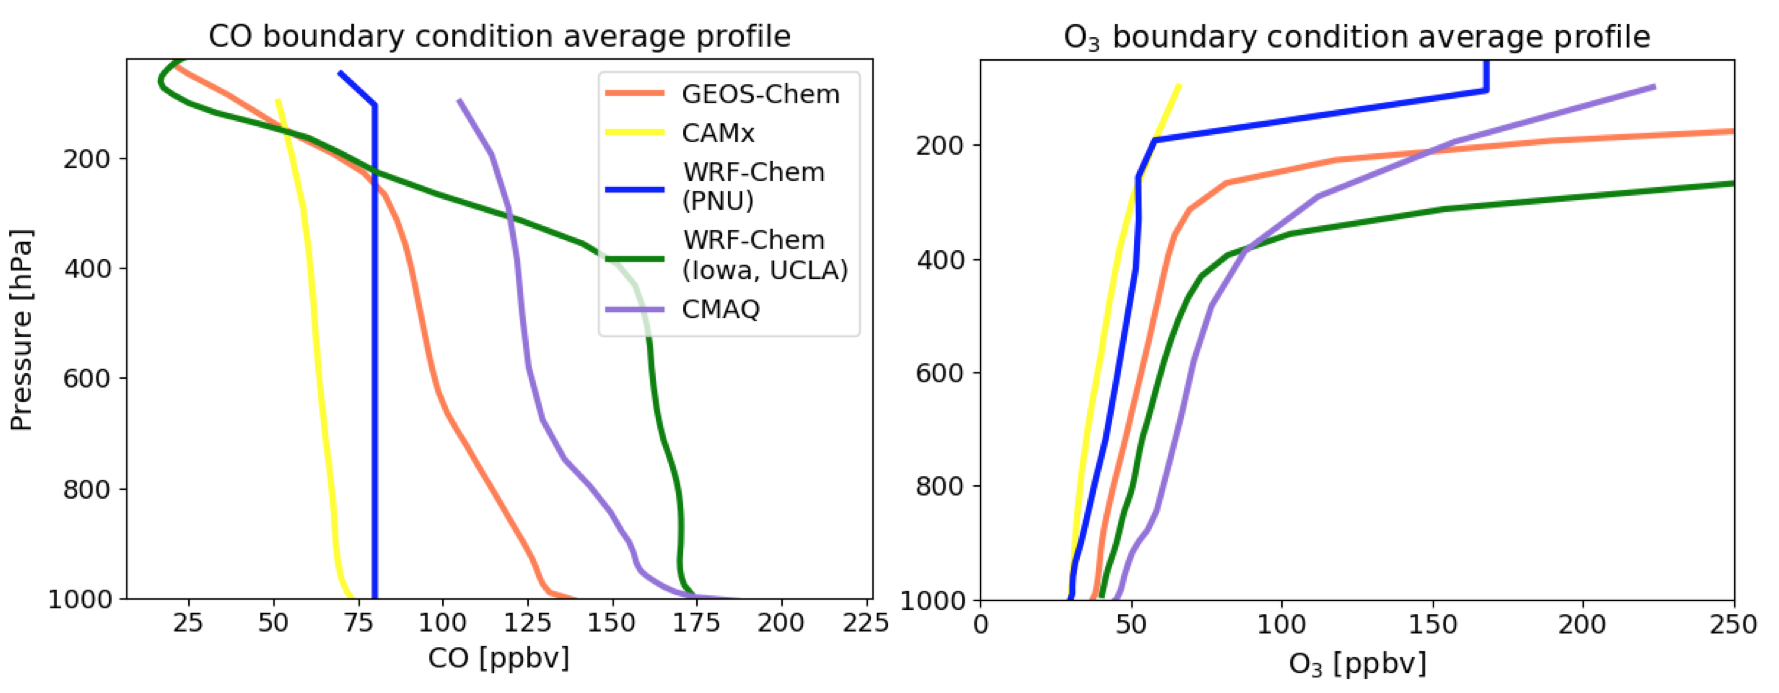 CO boundary condition average profile
GEOS-Chem
CAMx
WRF-Chem
(PNU)
WRF-Chem
(Iowa, UCLA)
CMAQ
200
400
600
800
1000
Pressure [hPa]
25 50 75 100 125 150 175 200 225
CO [ppbv]
O₃ boundary condition average profile
200
400
600
800
1000
0 50 100 150 200 250
O₃ [ppbv]